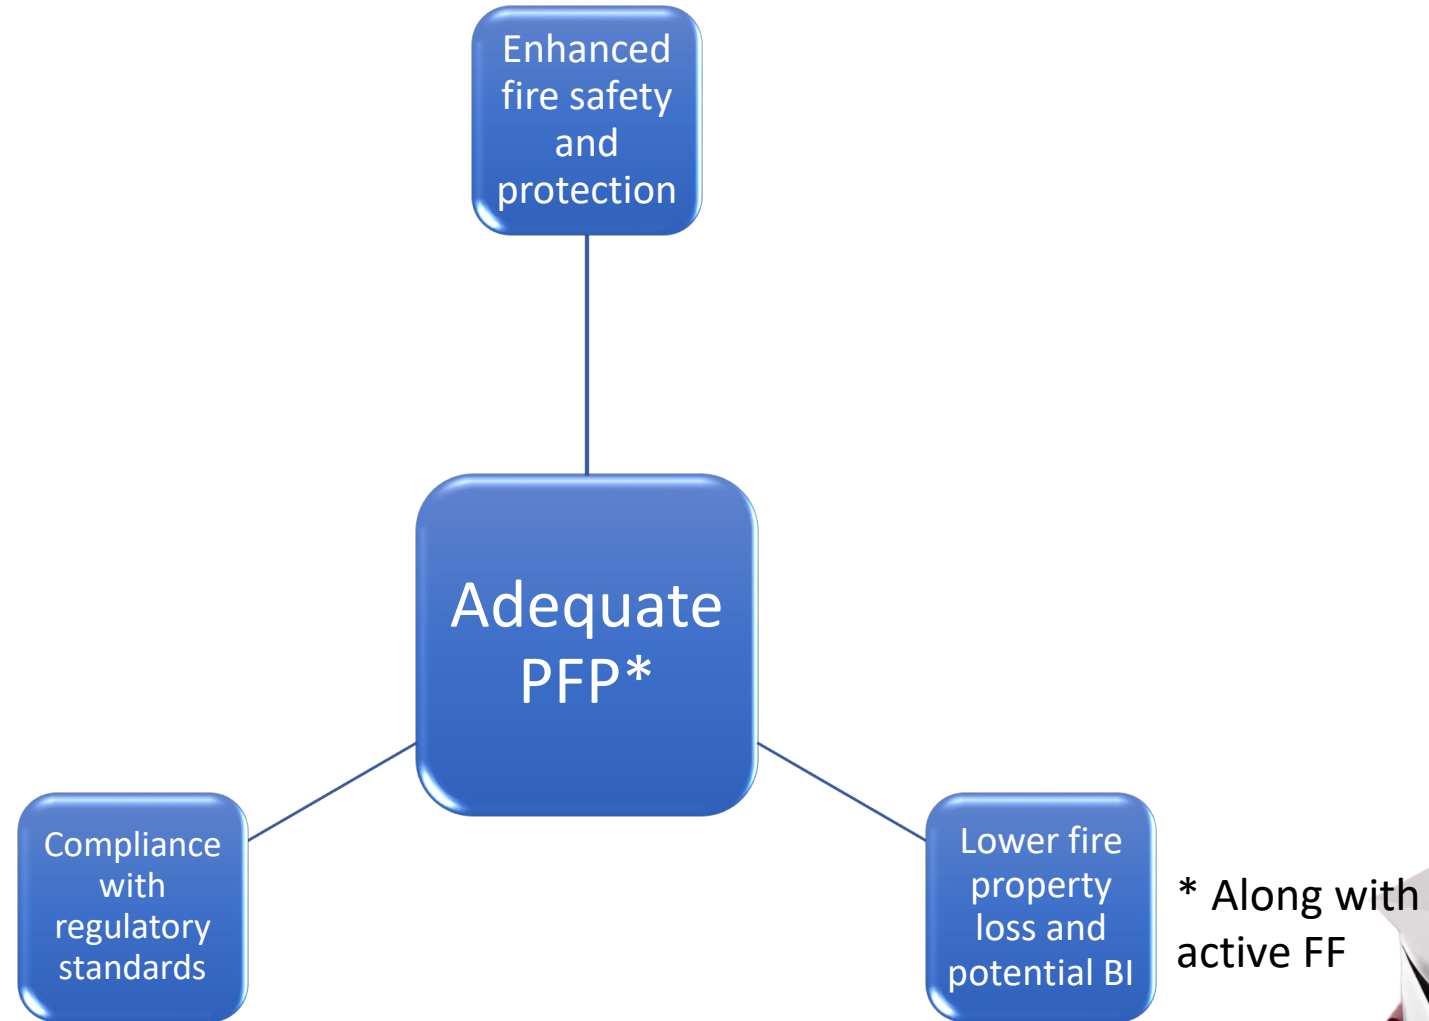 Enhanced
fire safety
and
protection
Adequate
PFP*
Compliance
with
regulatory
standards
Lower fire
property
loss and
potential BI
* Along with
active FF